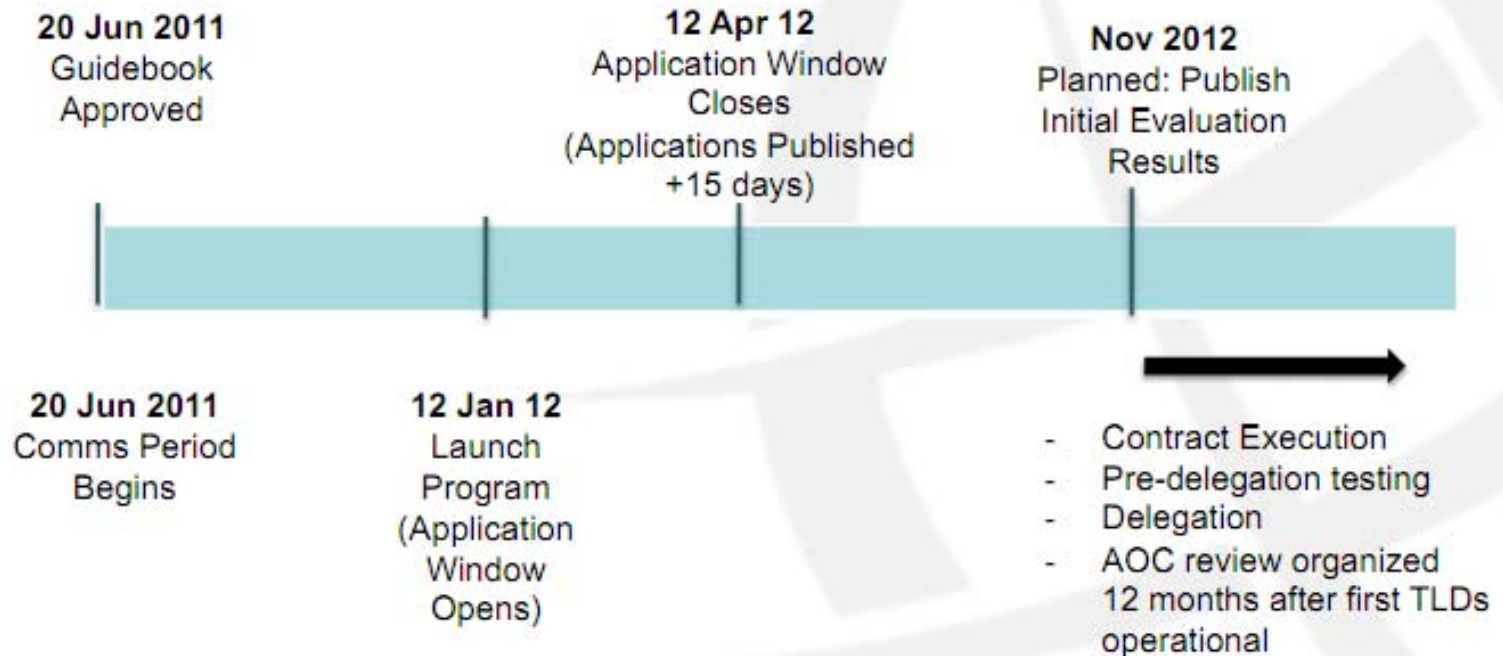 20 Jun 2011
Guidebook
Approved
12 Apr 12
Application Window
Closes
(Applications Published
+15 days)
Nov 2012
Planned: Publish
Initial Evaluation
Results
20 Jun 2011
Comms Period
Begins
12 Jan 12
Launch
Program
(Application
Window
Opens)
- Contract Execution
- Pre-delegation testing
- Delegation
- AOC review organized
12 months after first TLDs
operational